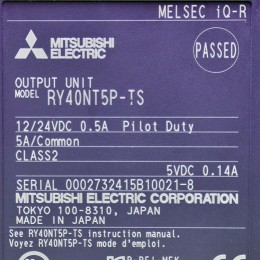 MELSEC iQ-R
MITSUBISHI
ELECTRIC
PASSED
OUTPUT UNIT
MODEL RY40NT5P-TS
12/24VDC 0.5A Pilot Duty
5A/Common
CLASS2
5VDC 0.14A
SERIAL 0002732415B10021-8
MITSUBISHI ELECTRIC CORPORATION
TOKYO 100-8310, JAPAN
MADE IN JAPAN
See RY40NT5P-TS instruction manual.
Voyez RY40NT5P-TS mode d'emploi.